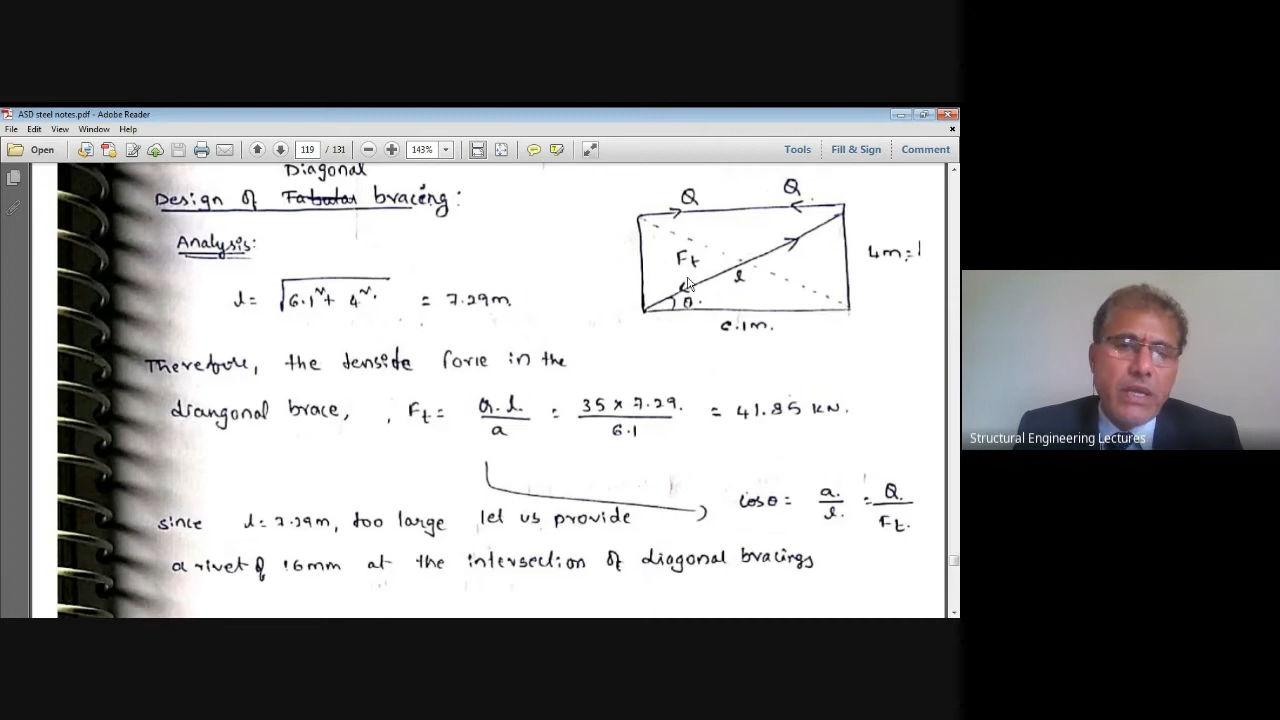 ASD steel notes.pdf - Adobe Reader
File Edit View Window Help
Open 119 / 131 143% Tools Fill & Sign Comment
Diagonal
Design of Tabular bracing:
Analysis:
l = √6.1² + 4². = 7.29m.
Q Q
Ft
l
θ.
4m = l
6.1m.
Therefore, the tenside force in the
diangonal brace, , Ft = Q.l / a = 35 x 7.29. / 6.1 = 41.85 KN.
cosθ = a. / l. = Q. / Ft.
since l = 7.29m, too large let us provide
a rivet of 16mm at the intersection of diagonal bracings
Structural Engineering Lectures